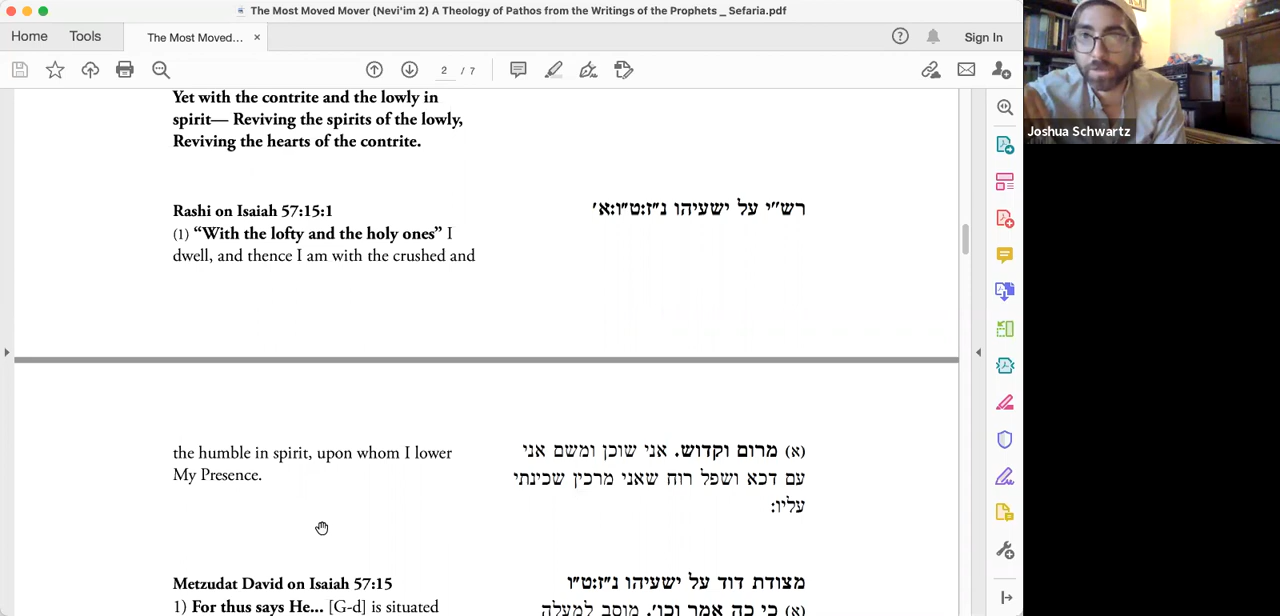 The Most Moved Mover (Nevi'im 2) A Theology of Pathos from the Writings of the Prophets _ Sefaria.pdf
Home
Tools
The Most Moved...
×
Sign In
2
/ 7
Yet with the contrite and the lowly in
spirit— Reviving the spirits of the lowly,
Reviving the hearts of the contrite.
Rashi on Isaiah 57:15:1
רש״י על ישעיהו נ״ז:ט״ו:א׳
(1) “With the lofty and the holy ones” I
dwell, and thence I am with the crushed and
the humble in spirit, upon whom I lower
My Presence.
(א) מרום וקדוש. אני שוכן ומשם אני
עם דכא ושפל רוח שאני מרכין שכינתי
עליו:
Metzudat David on Isaiah 57:15
1) For thus says He... [G-d] is situated
מצודת דוד על ישעיהו נ״ז:ט״ו
(א) כי כה אמר וכו׳. מוסב למעלה
Joshua Schwartz